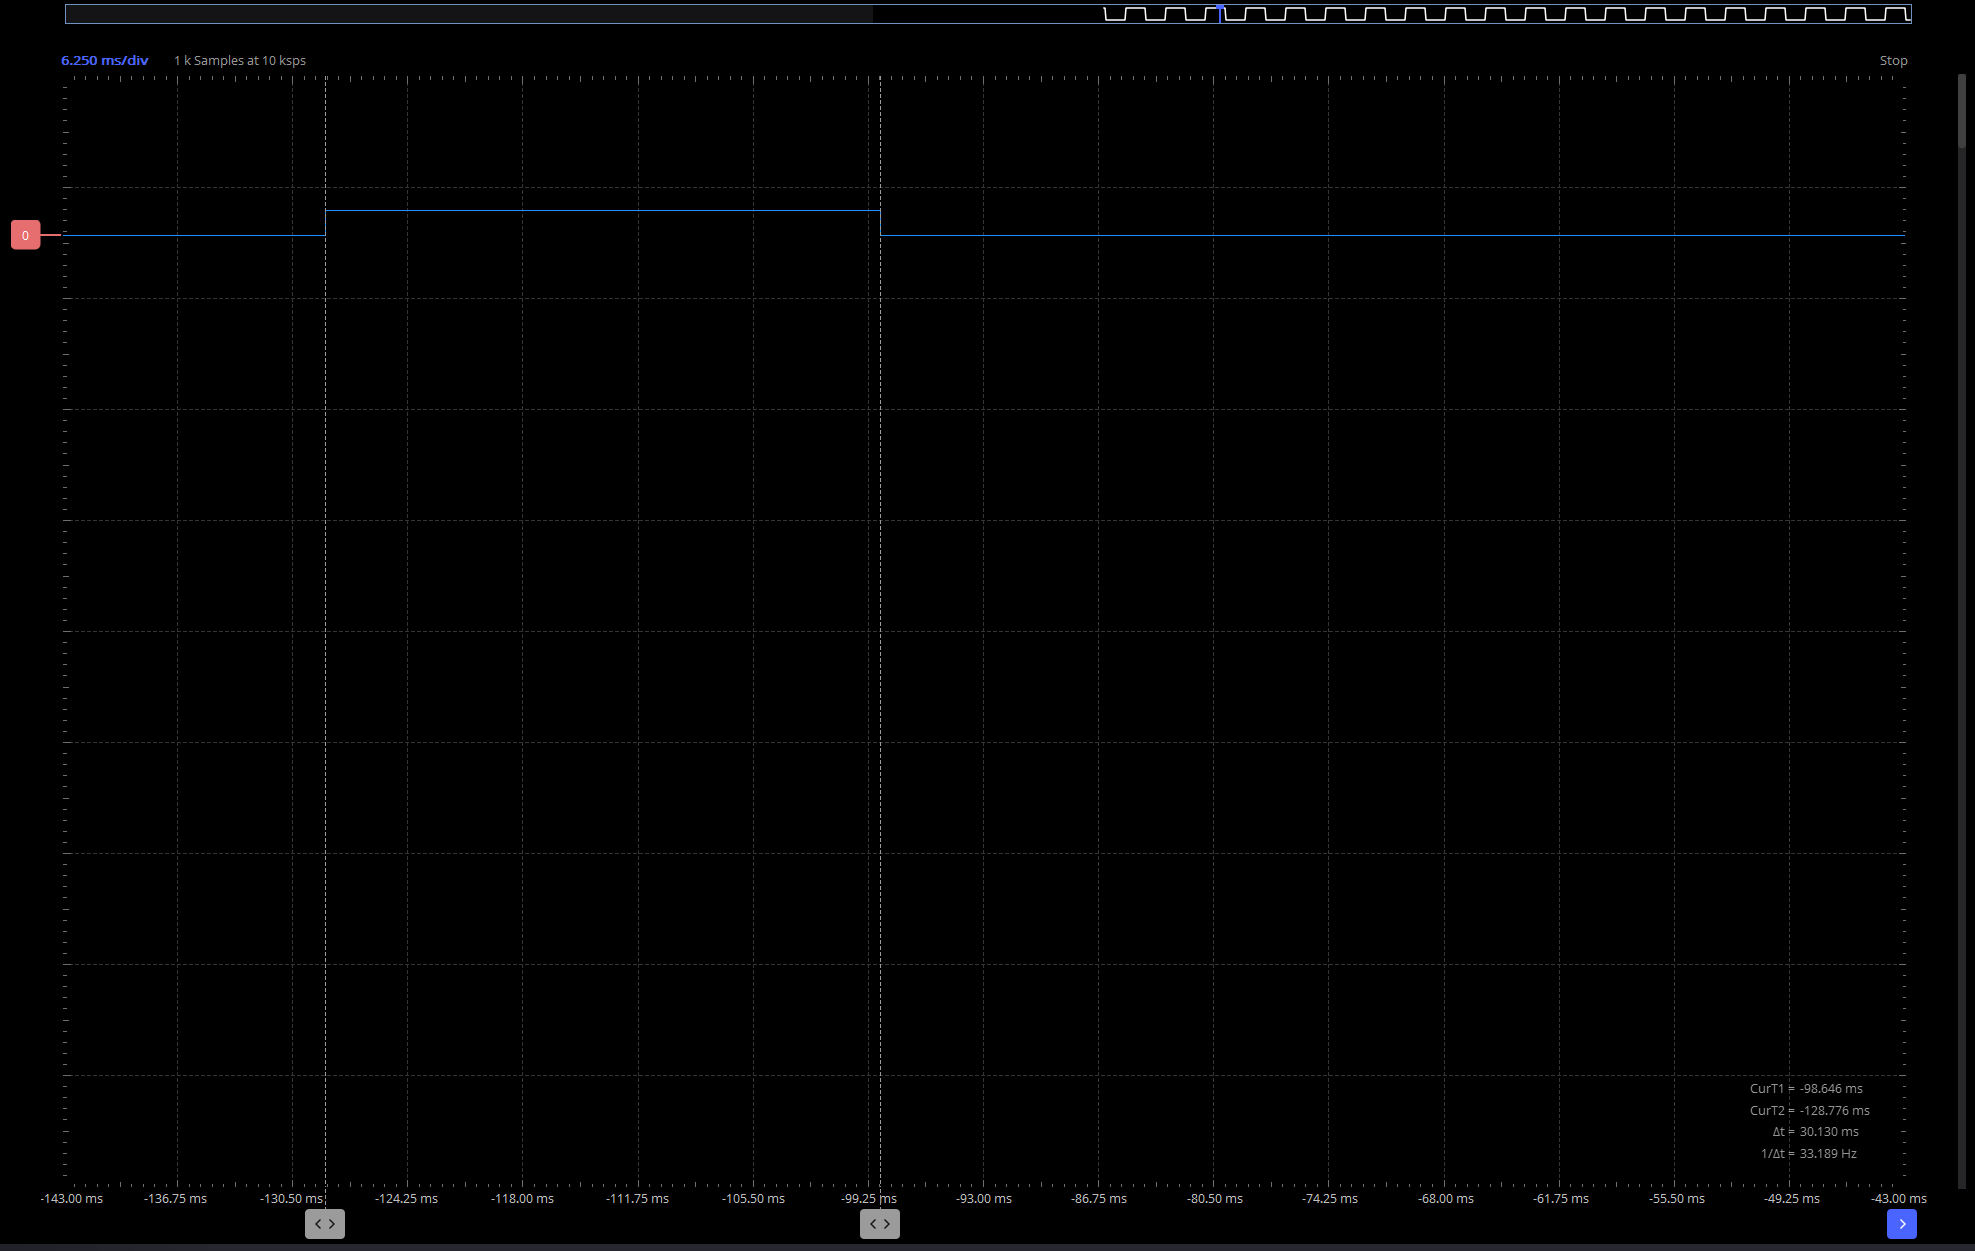 6.250 ms/div 1 k Samples at 10 ksps Stop
0
CurT1 = -98.646 ms
CurT2 = -128.776 ms
Δt = 30.130 ms
1/Δt = 33.189 Hz
-143.00 ms -136.75 ms -130.50 ms -124.25 ms -118.00 ms -111.75 ms -105.50 ms -99.25 ms -93.00 ms -86.75 ms -80.50 ms -74.25 ms -68.00 ms -61.75 ms -55.50 ms -49.25 ms -43.00 ms